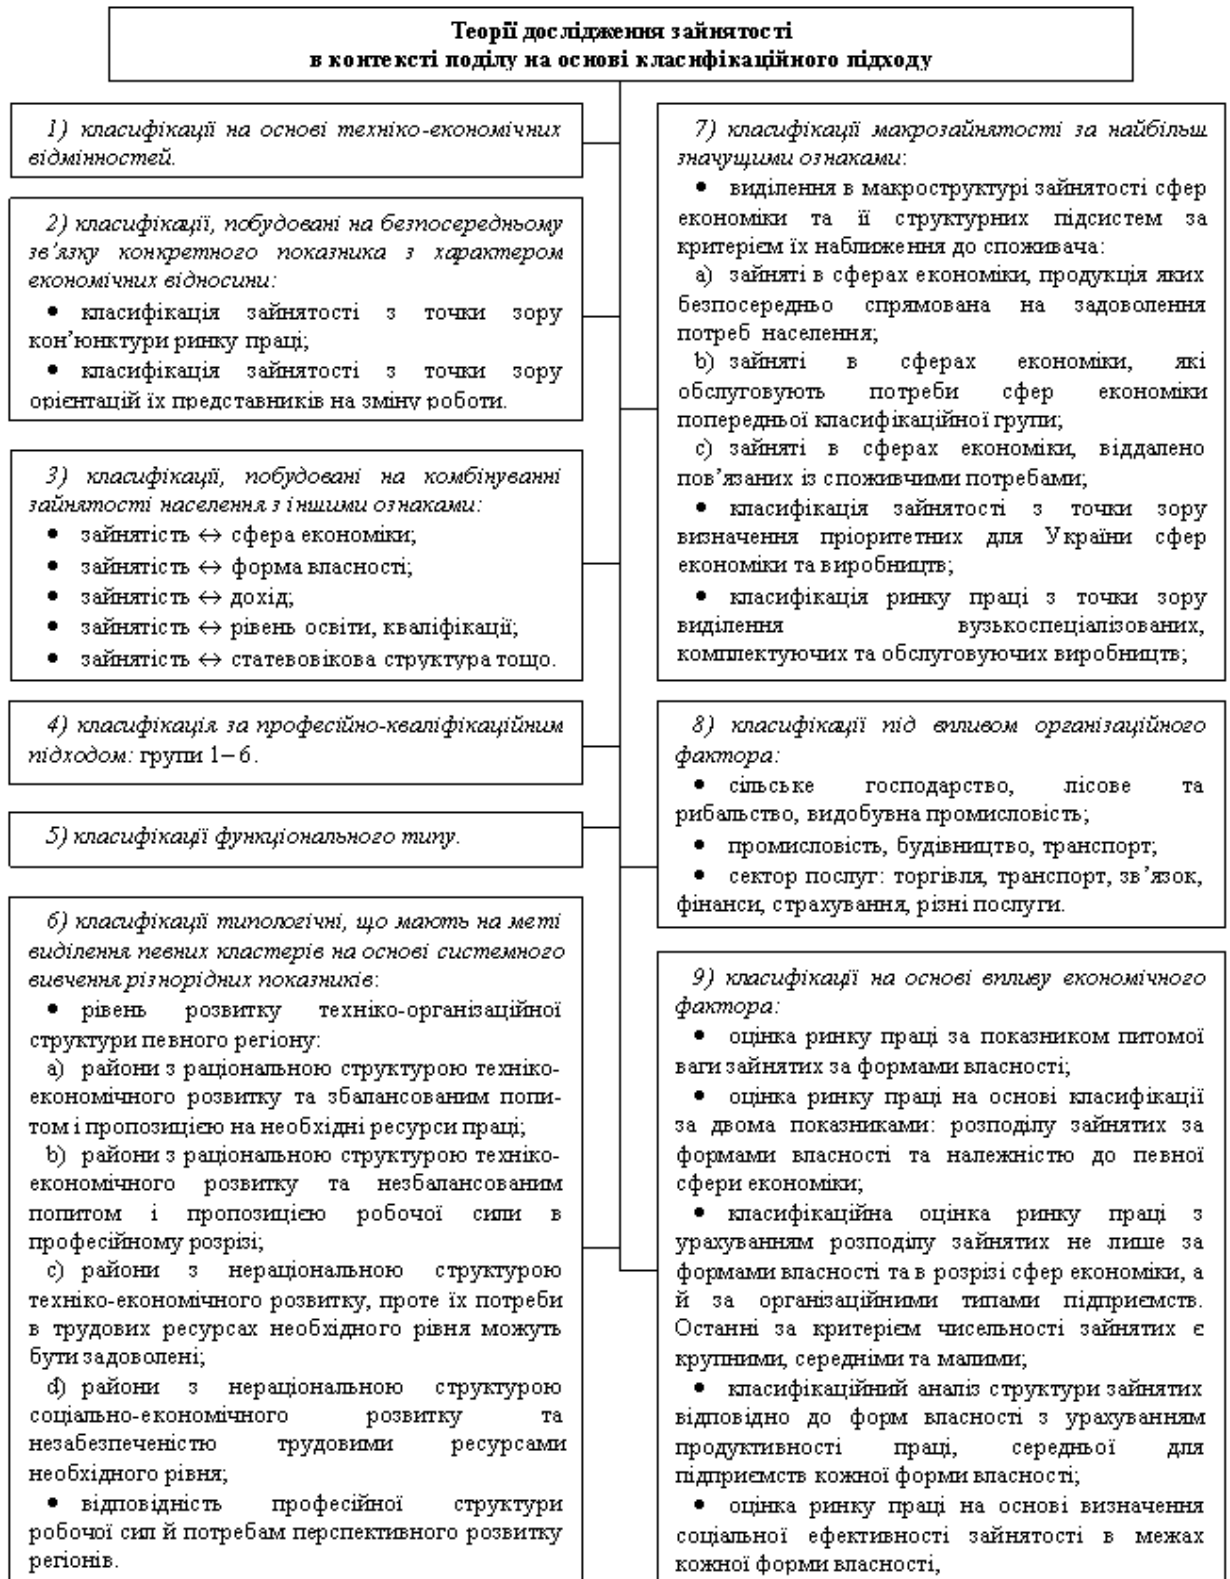 Теорії дослідження зайнятості
в контексті поділу на основі класифікаційного підходу
1) класифікації на основі техніко-економічних
відмінностей.
2) класифікації, побудовані на безпосередньому
зв’язку конкретного показника з характером
економічних відносини:
• класифікація зайнятості з точки зору
кон’юнктури ринку праці;
• класифікація зайнятості з точки зору
орієнтацій їх представників на зміну роботи.
3) класифікації, побудовані на комбінуванні
зайнятості населення з іншими ознаками:
• зайнятість ↔ сфера економіки;
• зайнятість ↔ форма власності;
• зайнятість ↔ дохід;
• зайнятість ↔ рівень освіти, кваліфікації;
• зайнятість ↔ статевовікова структура тощо.
4) класифікація за професійно-кваліфікаційним
підходом: групи 1–6.
5) класифікації функціонального типу.
6) класифікації типологічні, що мають на меті
виділення певних кластерів на основі системного
вивчення різнорідних показників:
• рівень розвитку техніко-організаційної
структури певного регіону:
a) райони з раціональною структурою техніко-
економічного розвитку та збалансованим попи-
том і пропозицією на необхідні ресурси праці;
b) райони з раціональною структурою техніко-
економічного розвитку та незбалансованим
попитом і пропозицією робочої сили в
професійному розрізі;
c) райони з нераціональною структурою
техніко-економічного розвитку, проте їх потреби
в трудових ресурсах необхідного рівня можуть
бути задоволені;
d) райони з нераціональною структурою
соціально-економічного розвитку та
незабезпеченістю трудовими ресурсами
необхідного рівня;
• відповідність професійної структури
робочої сил й потребам перспективного розвитку
регіонів.
7) класифікації макрозайнятості за найбільш
значущими ознаками:
• виділення в макроструктурі зайнятості сфер
економіки та її структурних підсистем за
критерієм їх наближення до споживача:
a) зайняті в сферах економіки, продукція яких
безпосередньо спрямована на задоволення
потреб населення;
b) зайняті в сферах економіки, які
обслуговують потреби сфер економіки
попередньої класифікаційної групи;
c) зайняті в сферах економіки, віддалено
пов’язаних із споживчими потребами;
• класифікація зайнятості з точки зору
визначення пріоритетних для України сфер
економіки та виробництв;
• класифікація ринку праці з точки зору
виділення вузькоспеціалізованих,
комплектуючих та обслуговуючих виробництв;
8) класифікації під впливом організаційного
фактора:
• сільське господарство, лісове та
рибальство, видобувна промисловість;
• промисловість, будівництво, транспорт;
• сектор послуг: торгівля, транспорт, зв’язок,
фінанси, страхування, різні послуги.
9) класифікації на основі впливу економічного
фактора:
• оцінка ринку праці за показником питомої
ваги зайнятих за формами власності;
• оцінка ринку праці на основі класифікації
за двома показниками: розподілу зайнятих за
формами власності та належністю до певної
сфери економіки;
• класифікаційна оцінка ринку праці з
урахуванням розподілу зайнятих не лише за
формами власності та в розрізі сфер економіки, а
й за організаційними типами підприємств.
Останні за критерієм чисельності зайнятих є
крупними, середніми та малими;
• класифікаційний аналіз структури зайнятих
відповідно до форм власності з урахуванням
продуктивності праці, середньої для
підприємств кожної форми власності;
• оцінка ринку праці на основі визначення
соціальної ефективності зайнятості в межах
кожної форми власності,